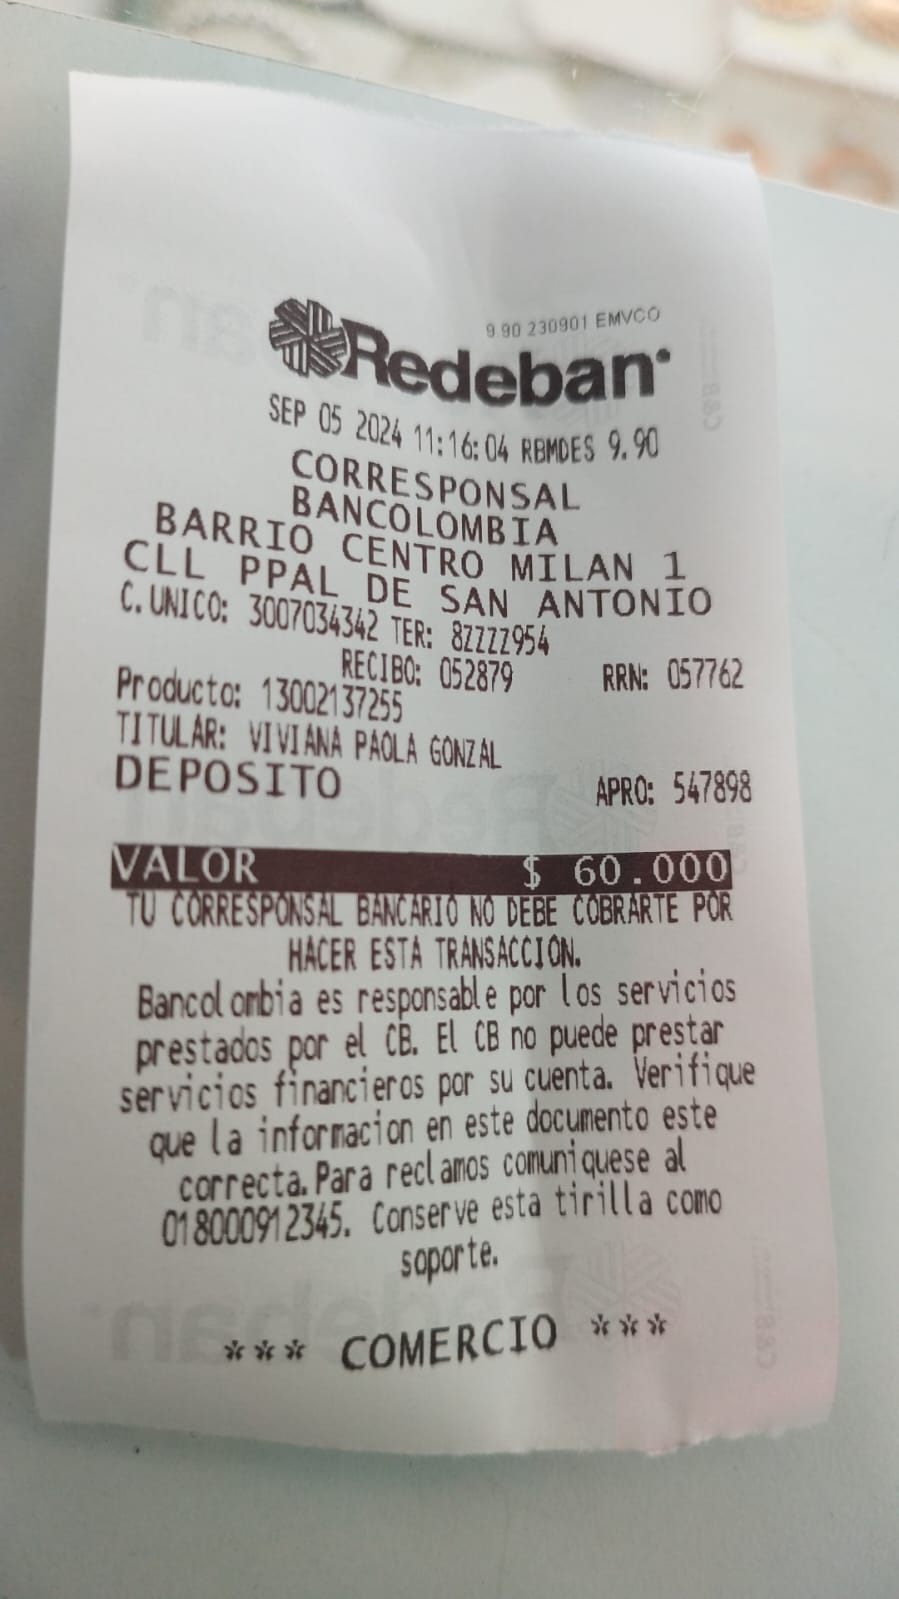 9.90 230901 EMVCO
Redeban
SEP 05 2024 11:16:04 RBMDES 9.90
CORRESPONSAL
BANCOLOMBIA
BARRIO CENTRO MILAN 1
CLL PPAL DE SAN ANTONIO
C. UNICO: 3007034342 TER: 8ZZZZ954
RECIBO: 052879 RRN: 057762
Producto: 13002137255
TITULAR: VIVIANA PAOLA GONZAL
DEPOSITO APRO: 547898
VALOR $ 60.000
TU CORRESPONSAL BANCARIO NO DEBE COBRARTE POR
HACER ESTA TRANSACCION.
Bancolombia es responsable por los servicios
prestados por el CB. El CB no puede prestar
servicios financieros por su cuenta. Verifique
que la informacion en este documento este
correcta. Para reclamos comuniquese al
018000912345. Conserve esta tirilla como
soporte.
*** COMERCIO ***